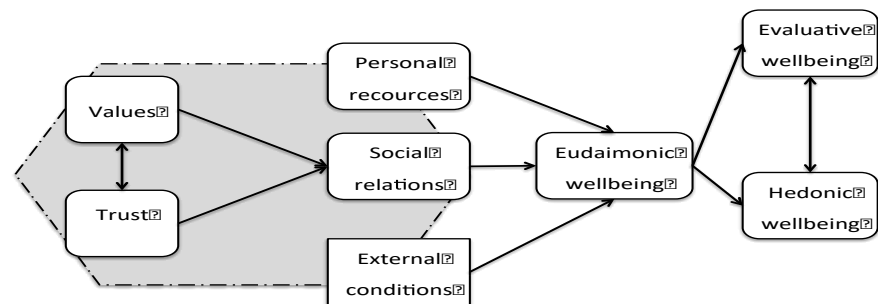 Values
Trust
Personal
recources
Social
relations
External
conditions
Eudaimonic
wellbeing
Evaluative
wellbeing
Hedonic
wellbeing